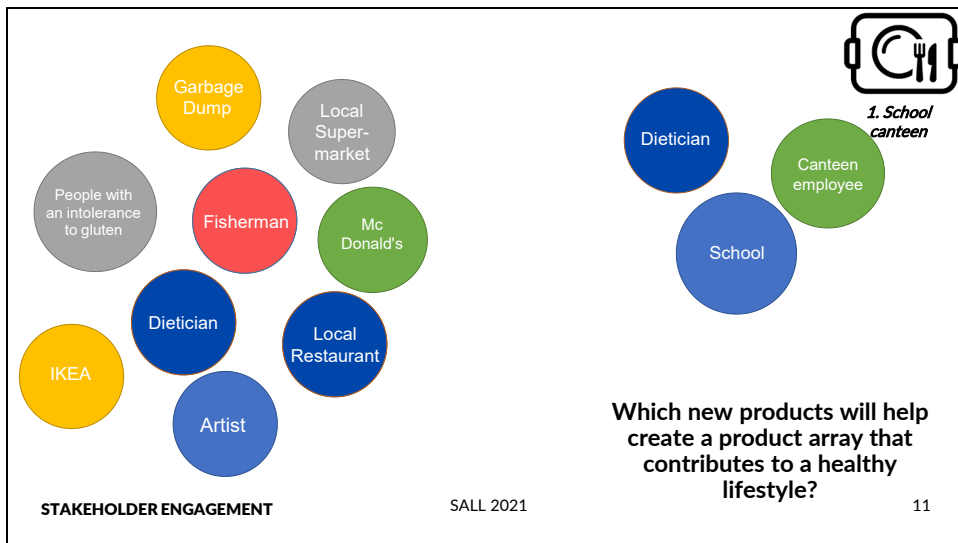 Garbage
Dump
Local
Super-
market
People with
an intolerance
to gluten
Fisherman
Mc
Donald's
Dietician
Local
Restaurant
IKEA
Artist
1. School
canteen
Dietician
Canteen
employee
School
Which new products will help
create a product array that
contributes to a healthy
lifestyle?
STAKEHOLDER ENGAGEMENT
SALL 2021
11